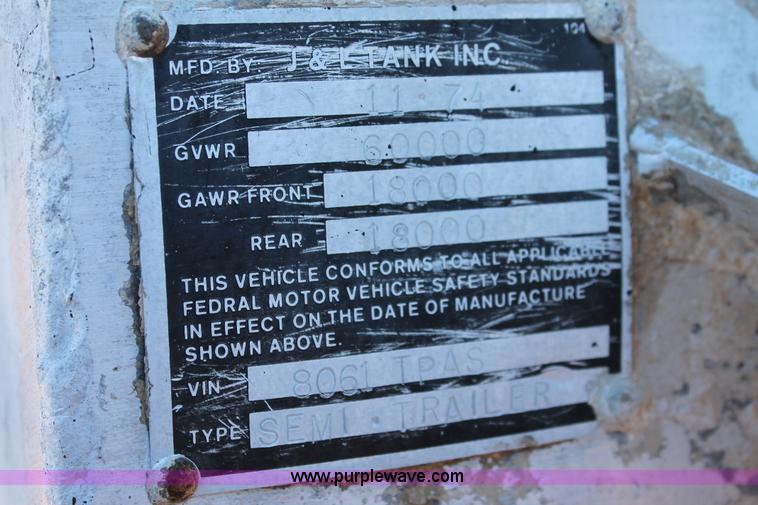 104
MFD. BY J & L TANK INC.
DATE 11 74
GVWR 60000
GAWR FRONT 18000
REAR 18000
THIS VEHICLE CONFORMS TO ALL APPLICABLE
FEDRAL MOTOR VEHICLE SAFETY STANDARDS
IN EFFECT ON THE DATE OF MANUFACTURE
SHOWN ABOVE.
VIN 8061 TPAS
TYPE SEMI - TRAILER
www.purplewave.com